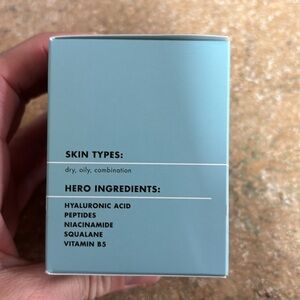 SKIN TYPES:
dry, oily, combination
HERO INGREDIENTS:
HYALURONIC ACID
PEPTIDES
NIACINAMIDE
SQUALANE
VITAMIN B5